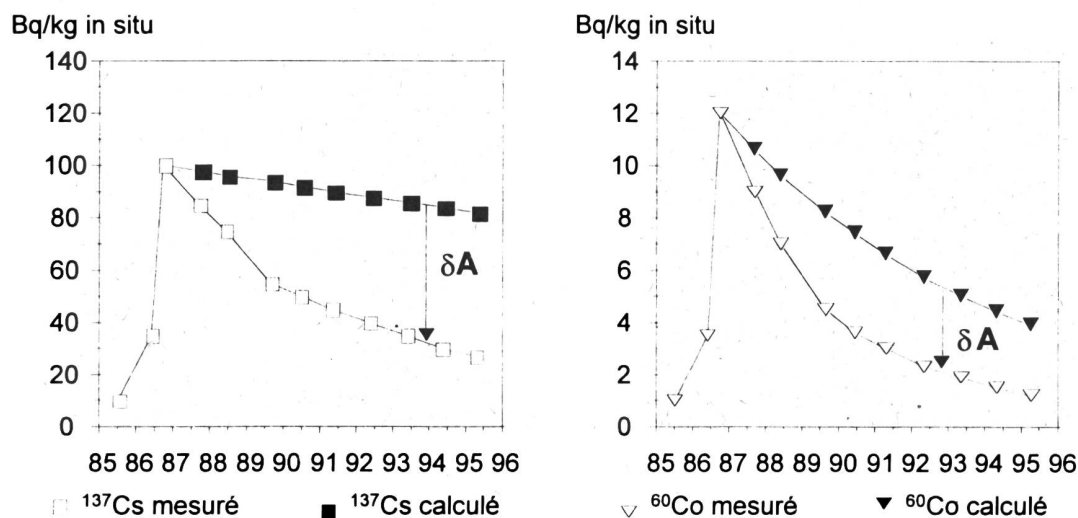 Bq/kg in situ
140
120
100
80
60
40
20
0
δA
85 86 87 88 89 90 91 92 93 94 95 96
¹³⁷Cs mesuré ¹³⁷Cs calculé
Bq/kg in situ
14
12
10
8
6
4
2
0
δA
85 86 87 88 89 90 91 92 93 94 95 96
⁶⁰Co mesuré ⁶⁰Co calculé